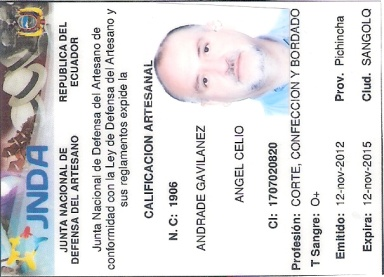 JNDA
JUNTA NACIONAL DE
DEFENSA DEL ARTESANO
REPUBLICA DEL
ECUADOR
Junta Nacional de Defensa del Artesano de
conformidad con la Ley de Defensa del Artesano y
sus reglamentos expide la
CALIFICACION ARTESANAL
N. C: 1906
ANDRADE GAVILANEZ
ANGEL CELIO
CI: 1707020820
Profesión: CORTE, CONFECCION Y BORDADO
T Sangre: O+
Emitido: 12-nov-2012 Prov. Pichincha
Expira: 12-nov-2015 Ciud. SANGOLQ